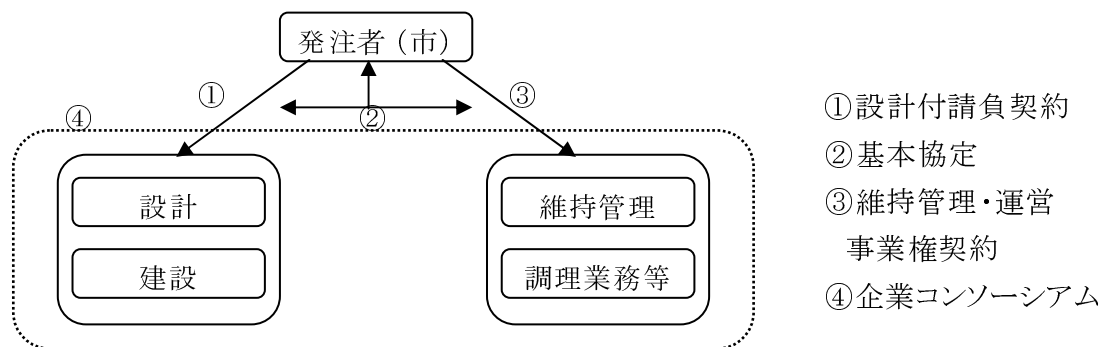 発注者（市）
①
③
②
④
設計
建設
維持管理
調理業務等
①設計付請負契約
②基本協定
③維持管理・運営
事業権契約
④企業コンソーシアム